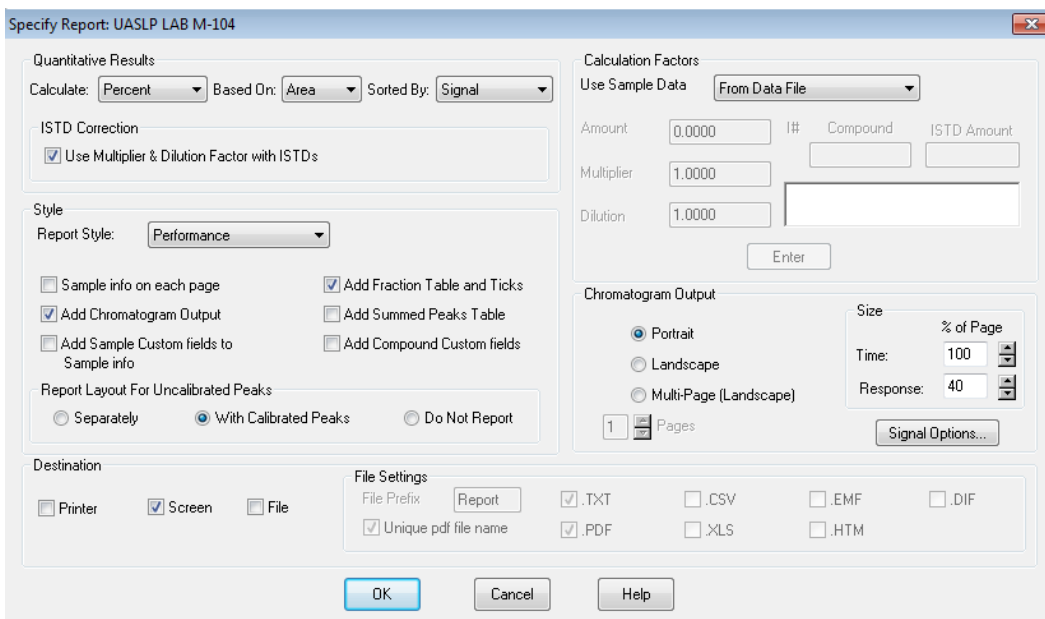 Specify Report: UASLP LAB M-104
Quantitative Results
Calculate: Percent Based On: Area Sorted By: Signal
ISTD Correction
Use Multiplier & Dilution Factor with ISTDs
Style
Report Style: Performance
Sample info on each page
Add Fraction Table and Ticks
Add Chromatogram Output
Add Summed Peaks Table
Add Sample Custom fields to
Sample info
Add Compound Custom fields
Report Layout For Uncalibrated Peaks
Separately With Calibrated Peaks Do Not Report
Calculation Factors
Use Sample Data From Data File
Amount 0.0000 I# Compound ISTD Amount
Multiplier 1.0000
Dilution 1.0000
Enter
Chromatogram Output
Portrait
Landscape
Multi-Page (Landscape)
1 Pages
Size
% of Page
Time: 100
Response: 40
Signal Options...
Destination
Printer Screen File
File Settings
File Prefix Report .TXT .CSV .EMF .DIF
Unique pdf file name .PDF .XLS .HTM
OK Cancel Help